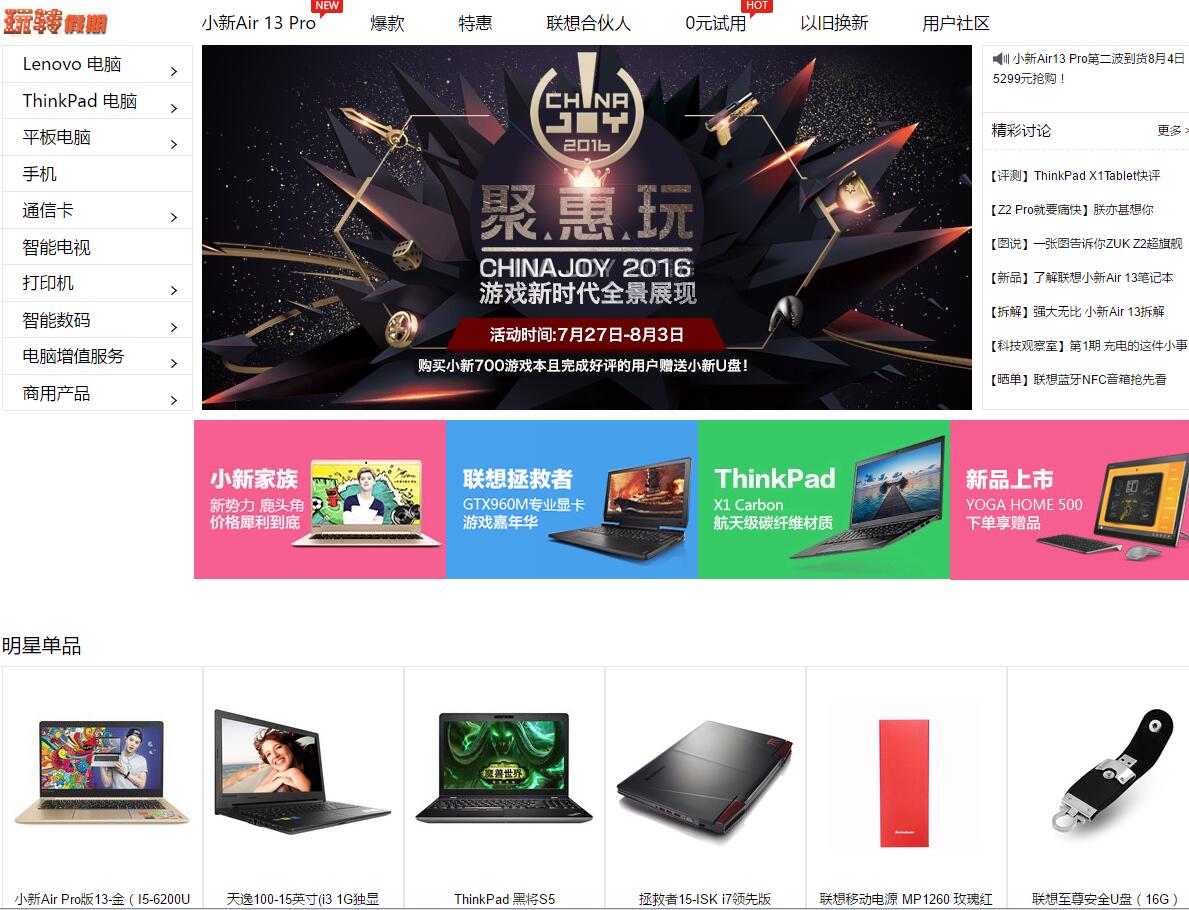 玩转假期
小新Air 13 Pro
NEW
爆款
特惠
联想合伙人
0元试用
HOT
以旧换新
用户社区
Lenovo 电脑
ThinkPad 电脑
平板电脑
手机
通信卡
智能电视
打印机
智能数码
电脑增值服务
商用产品
CHINA
JOY
2016
聚.惠.玩
CHINAJOY 2016
游戏新时代全景展现
活动时间:7月27日-8月3日
购买小新700游戏本且完成好评的用户赠送小新U盘！
小新Air13 Pro第二波到货8月4日
5299元抢购！
精彩讨论
更多 >
【评测】ThinkPad X1Tablet快评
【Z2 Pro就要痛快】朕亦甚想你
【图说】一张图告诉你ZUK Z2超旗舰
【新品】了解联想小新Air 13笔记本
【拆解】强大无比 小新Air 13拆解
【科技观察室】第1期 充电的这件小事
【晒单】联想蓝牙NFC音箱抢先看
小新家族
新势力 鹿头角
价格犀利到底
联想拯救者
GTX960M专业显卡
游戏嘉年华
ThinkPad
X1 Carbon
航天级碳纤维材质
新品上市
YOGA HOME 500
下单享赠品
明星单品
魔兽世界
lenovo
小新Air Pro版13-金（I5-6200U
天逸100-15英寸(i3 1G独显
ThinkPad 黑将S5
拯救者15-ISK i7领先版
联想移动电源 MP1260 玫瑰红
联想至尊安全U盘（16G）